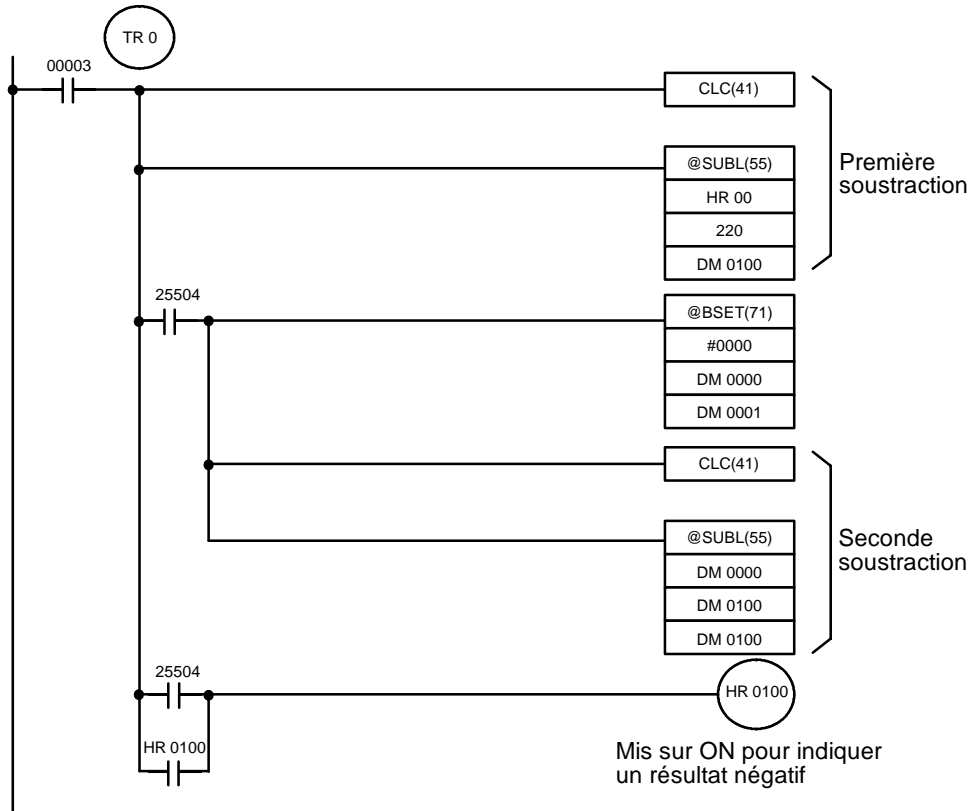 TR 0
00003
CLC(41)
@SUBL(55)
HR 00
220
DM 0100
Première
soustraction
25504
@BSET(71)
#0000
DM 0000
DM 0001
CLC(41)
@SUBL(55)
DM 0000
DM 0100
DM 0100
Seconde
soustraction
25504
HR 0100
HR 0100
Mis sur ON pour indiquer
un résultat négatif